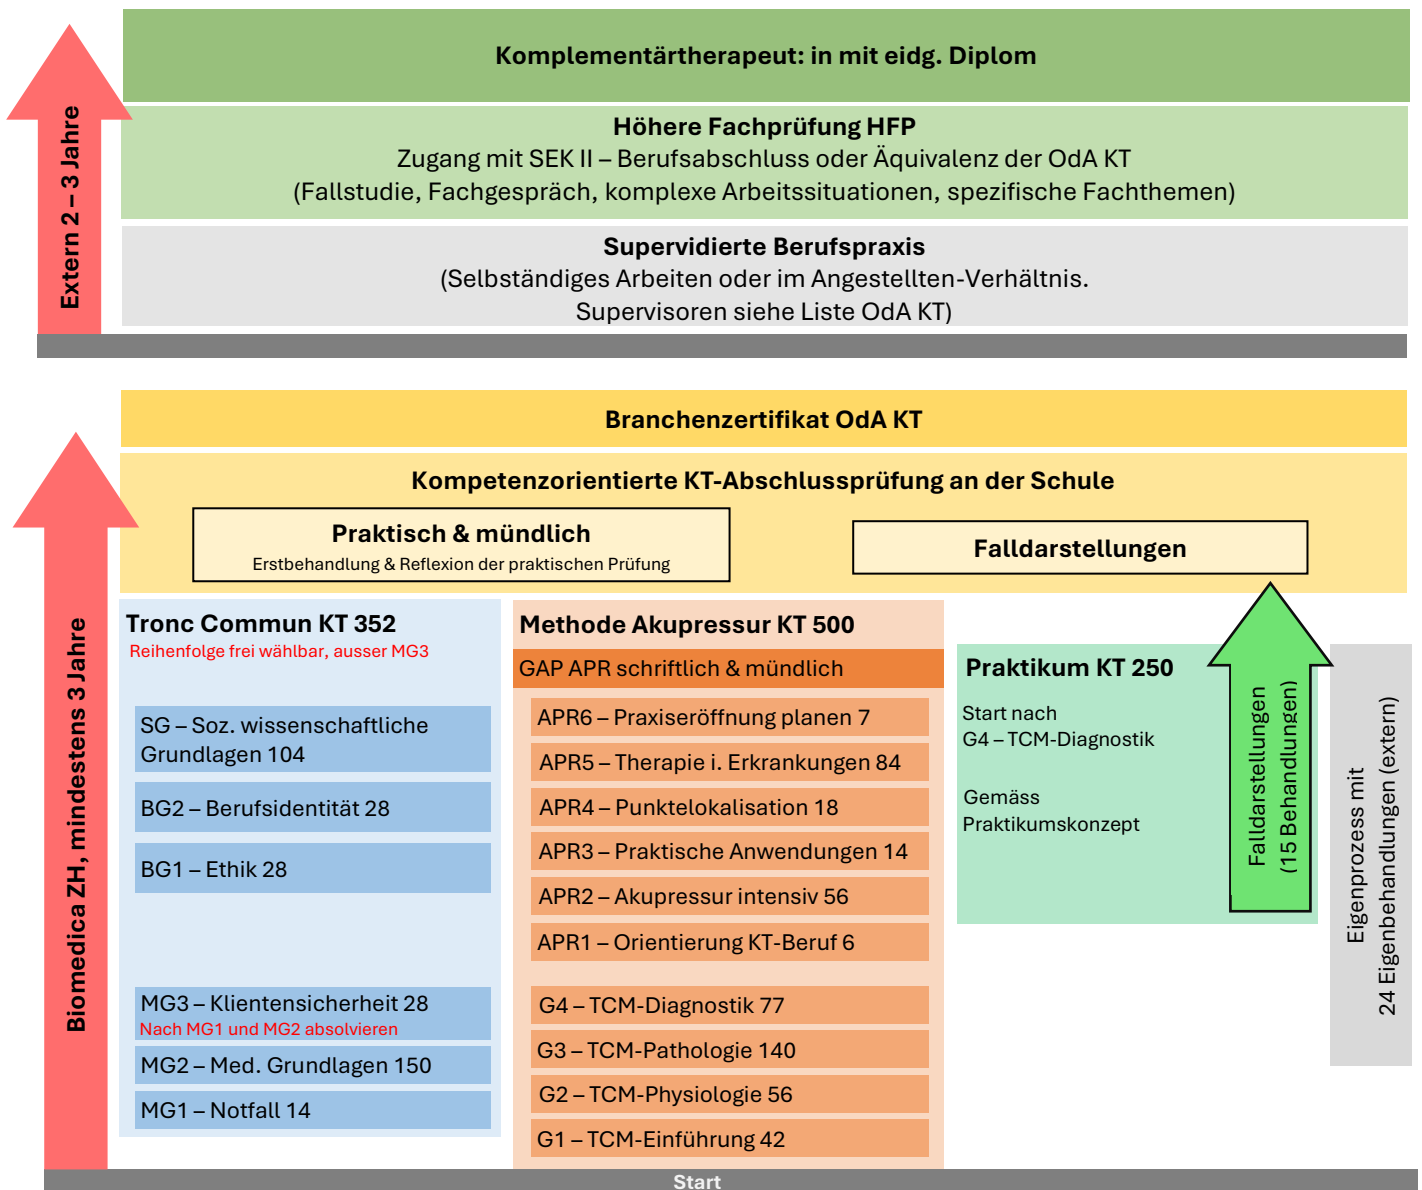 Komplementärtherapeut: in mit eidg. Diplom
Höhere Fachprüfung HFP
Zugang mit SEK II – Berufsabschluss oder Äquivalenz der OdA KT
(Fallstudie, Fachgespräch, komplexe Arbeitssituationen, spezifische Fachthemen)
Supervidierte Berufspraxis
(Selbständiges Arbeiten oder im Angestellten-Verhältnis.
Supervisoren siehe Liste OdA KT)
Extern 2 – 3 Jahre
Branchenzertifikat OdA KT
Kompetenzorientierte KT-Abschlussprüfung an der Schule
Praktisch & mündlich
Erstbehandlung & Reflexion der praktischen Prüfung
Falldarstellungen
Biomedica ZH, mindestens 3 Jahre
Tronc Commun KT 352
Reihenfolge frei wählbar, ausser MG3
SG – Soz. wissenschaftliche
Grundlagen 104
BG2 – Berufsidentität 28
BG1 – Ethik 28
MG3 – Klientensicherheit 28
Nach MG1 und MG2 absolvieren
MG2 – Med. Grundlagen 150
MG1 – Notfall 14
Methode Akupressur KT 500
GAP APR schriftlich & mündlich
APR6 – Praxiseröffnung planen 7
APR5 – Therapie i. Erkrankungen 84
APR4 – Punktelokalisation 18
APR3 – Praktische Anwendungen 14
APR2 – Akupressur intensiv 56
APR1 – Orientierung KT-Beruf 6
G4 – TCM-Diagnostik 77
G3 – TCM-Pathologie 140
G2 – TCM-Physiologie 56
G1 – TCM-Einführung 42
Praktikum KT 250
Start nach
G4 – TCM-Diagnostik
Gemäss
Praktikumskonzept
Falldarstellungen
(15 Behandlungen)
Eigenprozess mit
24 Eigenbehandlungen (extern)
Start